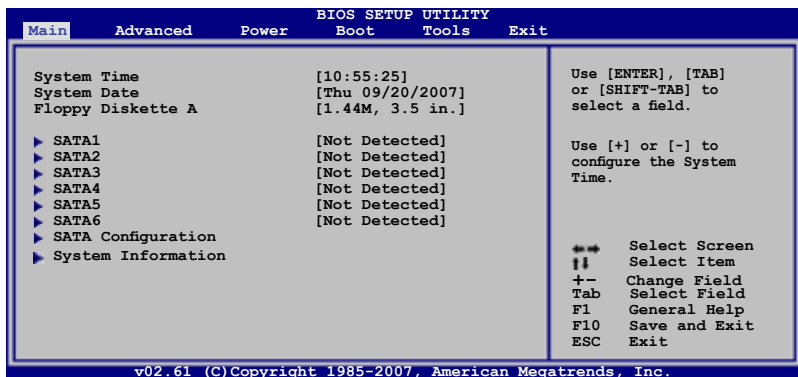 BIOS SETUP UTILITY
Main Advanced Power Boot Tools Exit
System Time [10:55:25]
System Date [Thu 09/20/2007]
Floppy Diskette A [1.44M, 3.5 in.]
SATA1 [Not Detected]
SATA2 [Not Detected]
SATA3 [Not Detected]
SATA4 [Not Detected]
SATA5 [Not Detected]
SATA6 [Not Detected]
SATA Configuration
System Information
Use [ENTER], [TAB]
or [SHIFT-TAB] to
select a field.
Use [+] or [-] to
configure the System
Time.
Select Screen
Select Item
+- Change Field
Tab Select Field
F1 General Help
F10 Save and Exit
ESC Exit
v02.61 (C)Copyright 1985-2007, American Megatrends, Inc.